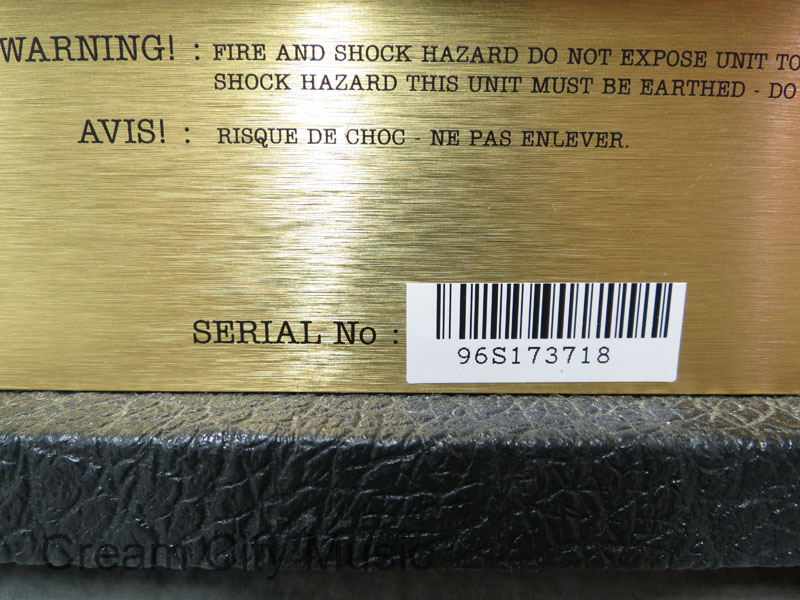 WARNING! : FIRE AND SHOCK HAZARD DO NOT EXPOSE UNIT TO
SHOCK HAZARD THIS UNIT MUST BE EARTHED - DO
AVIS! : RISQUE DE CHOC - NE PAS ENLEVER.
SERIAL No :
96S173718
Cream City Music